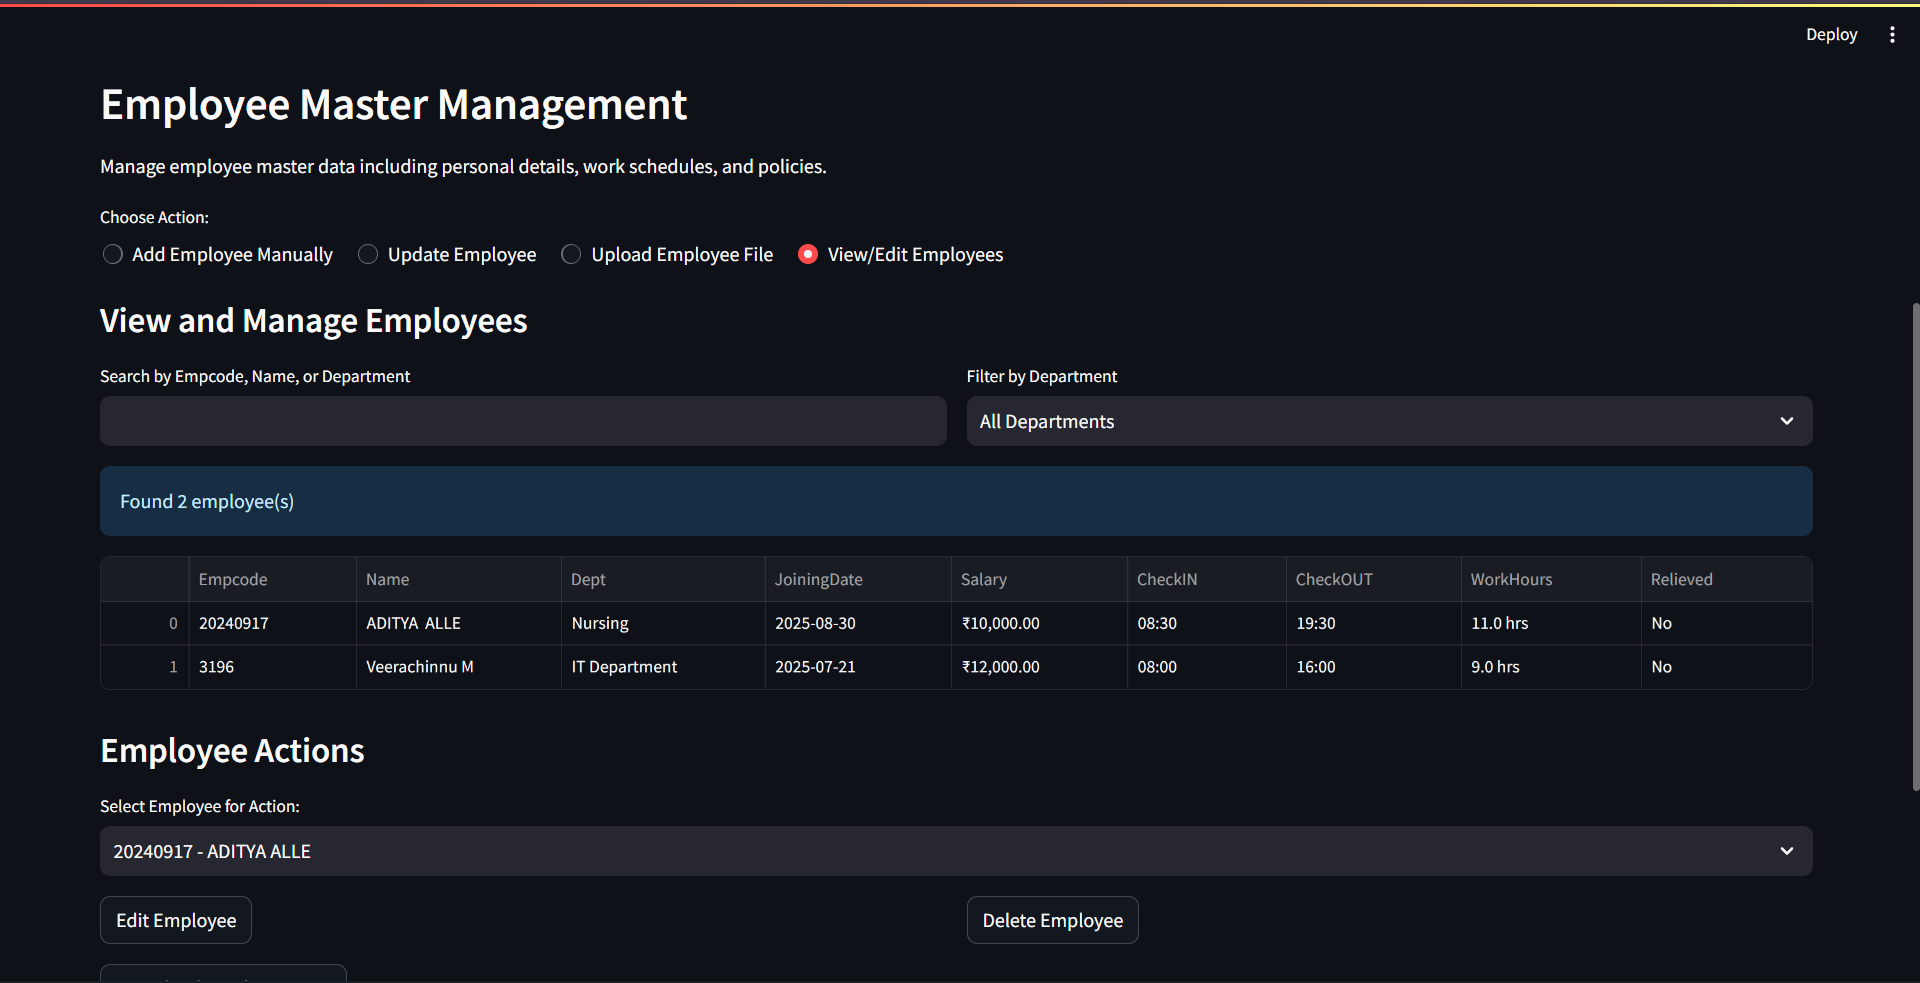 Deploy
Employee Master Management
Manage employee master data including personal details, work schedules, and policies.
Choose Action:
Add Employee Manually Update Employee Upload Employee File View/Edit Employees
View and Manage Employees
Search by Empcode, Name, or Department Filter by Department
All Departments
Found 2 employee(s)
Empcode Name Dept JoiningDate Salary CheckIN CheckOUT WorkHours Relieved
0 20240917 ADITYA  ALLE Nursing 2025-08-30 ₹10,000.00 08:30 19:30 11.0 hrs No
1 3196 Veerachinnu M IT Department 2025-07-21 ₹12,000.00 08:00 16:00 9.0 hrs No
Employee Actions
Select Employee for Action:
20240917 - ADITYA ALLE
Edit Employee Delete Employee